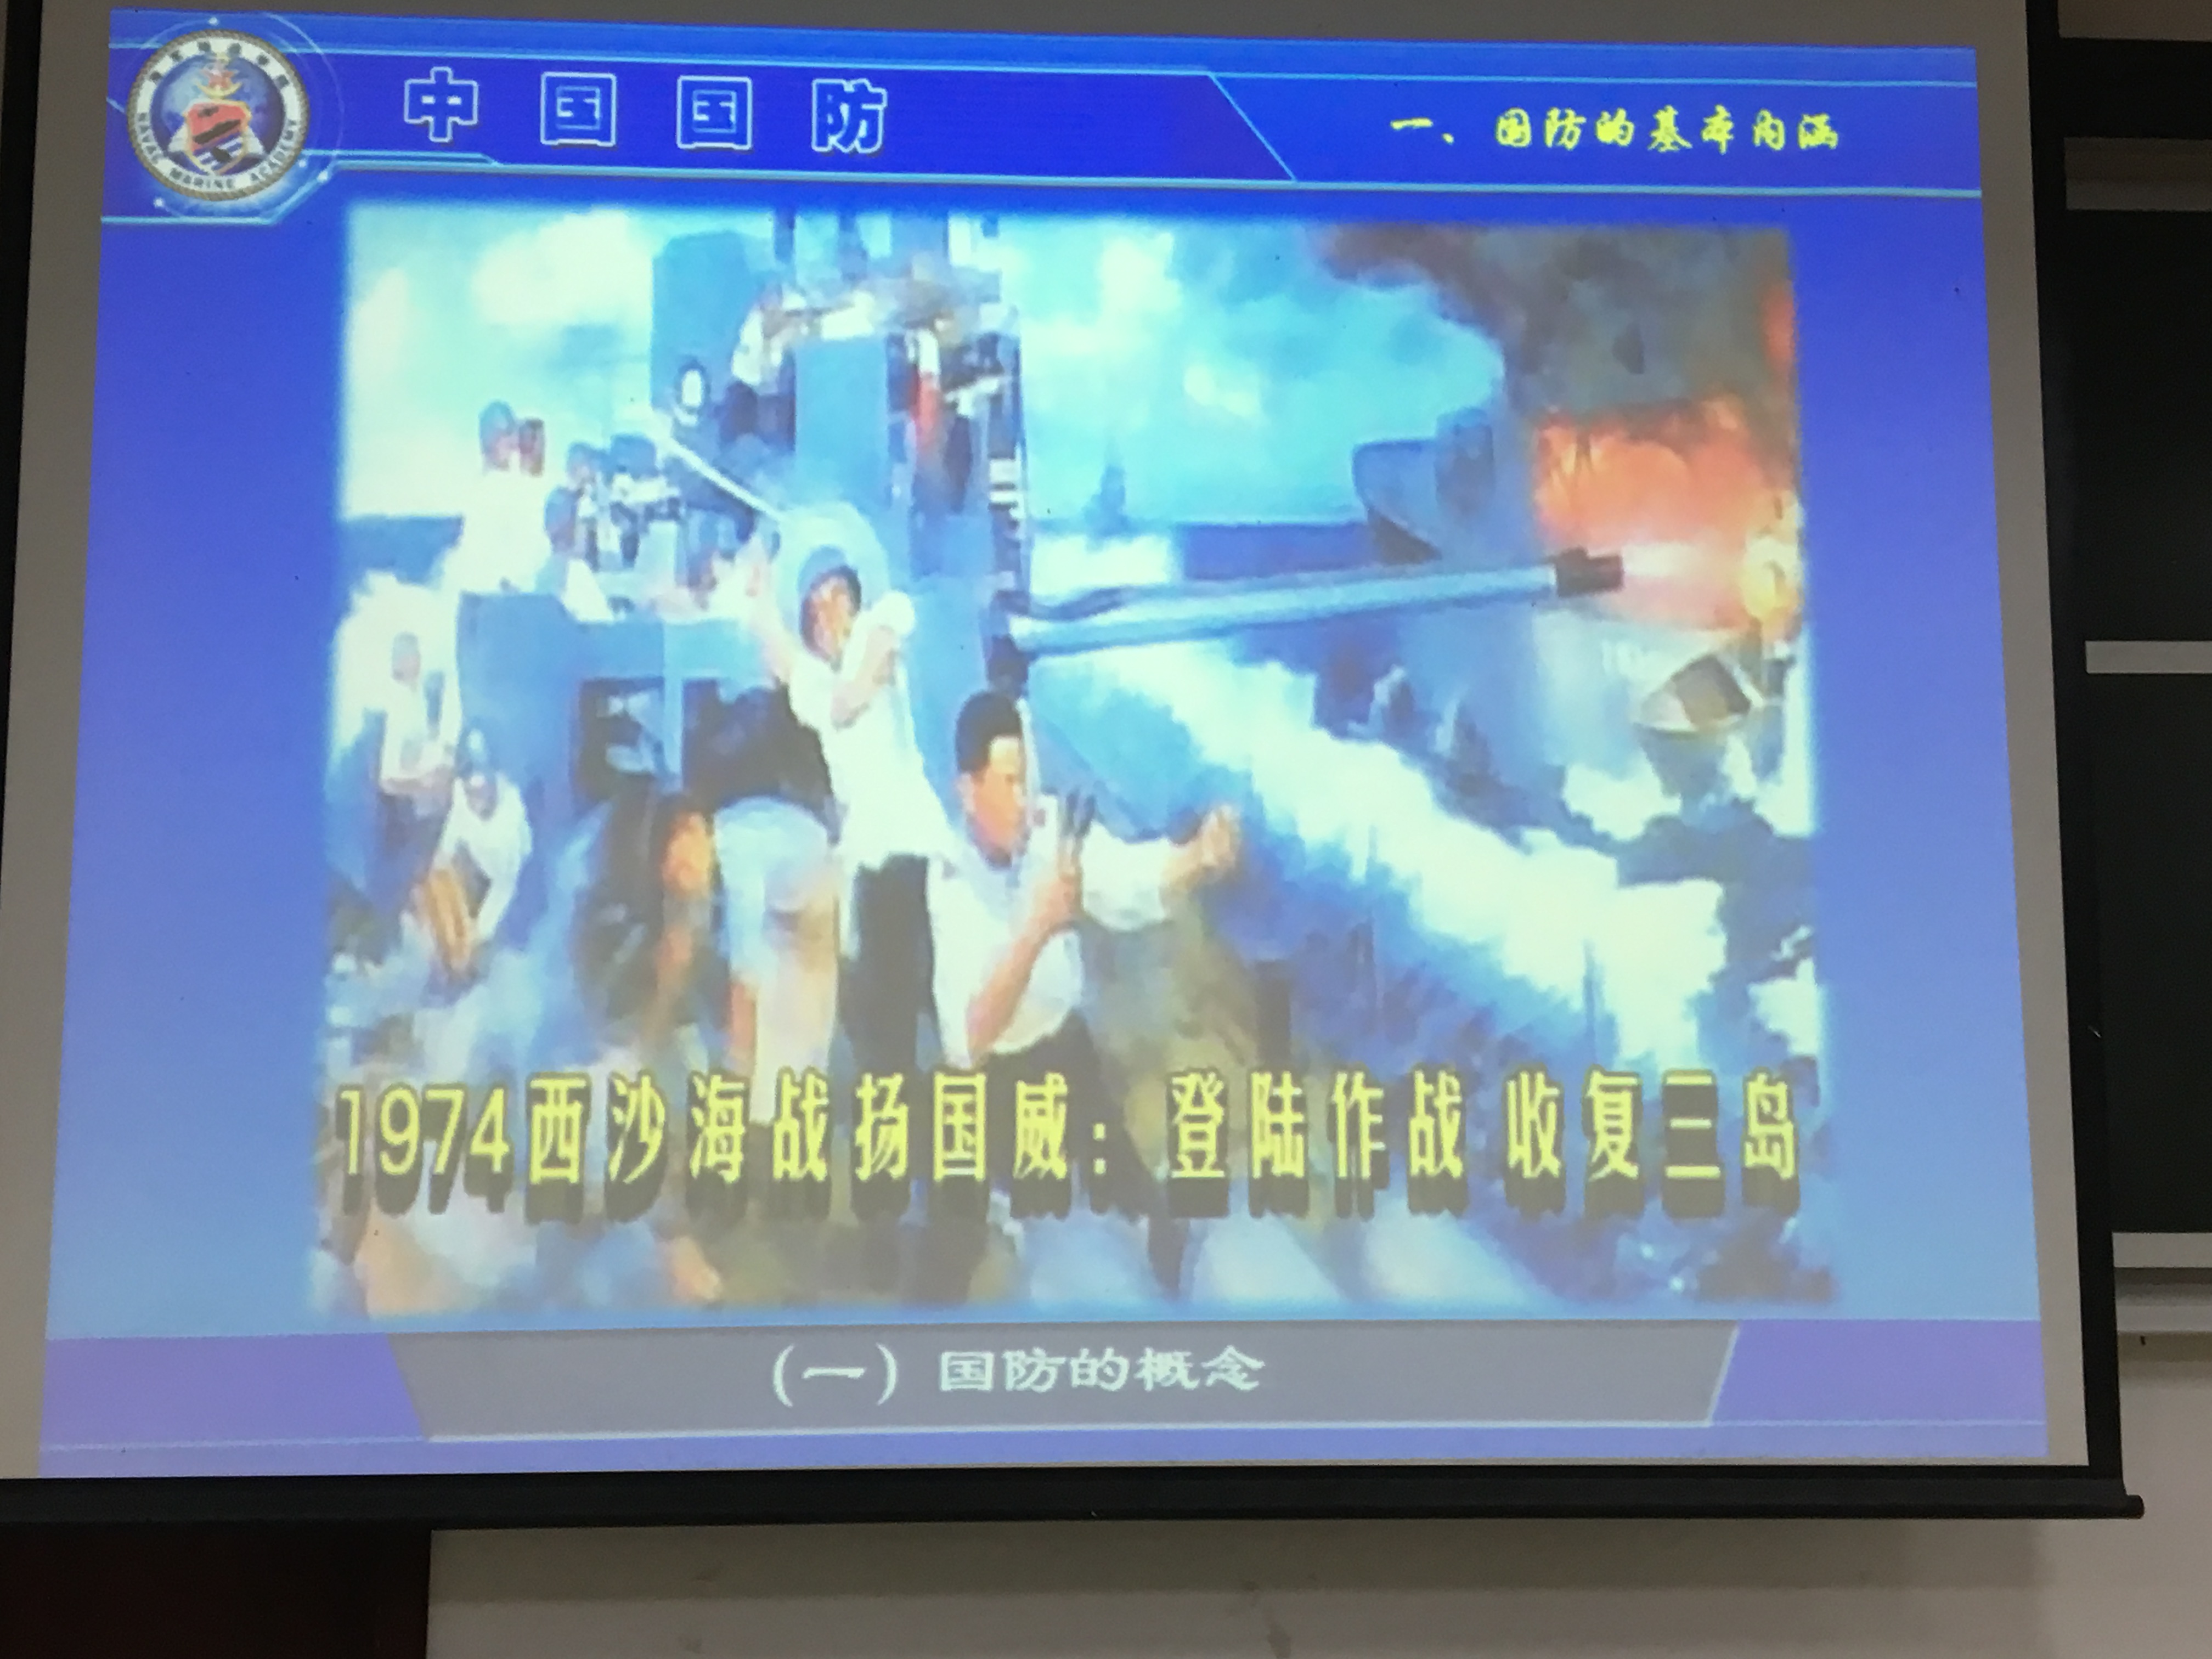 中国国防
一、国防的基本内涵
NAVAL MARINE ACADEMY
1974西沙海战扬国威：登陆作战 收复三岛
（一）国防的概念